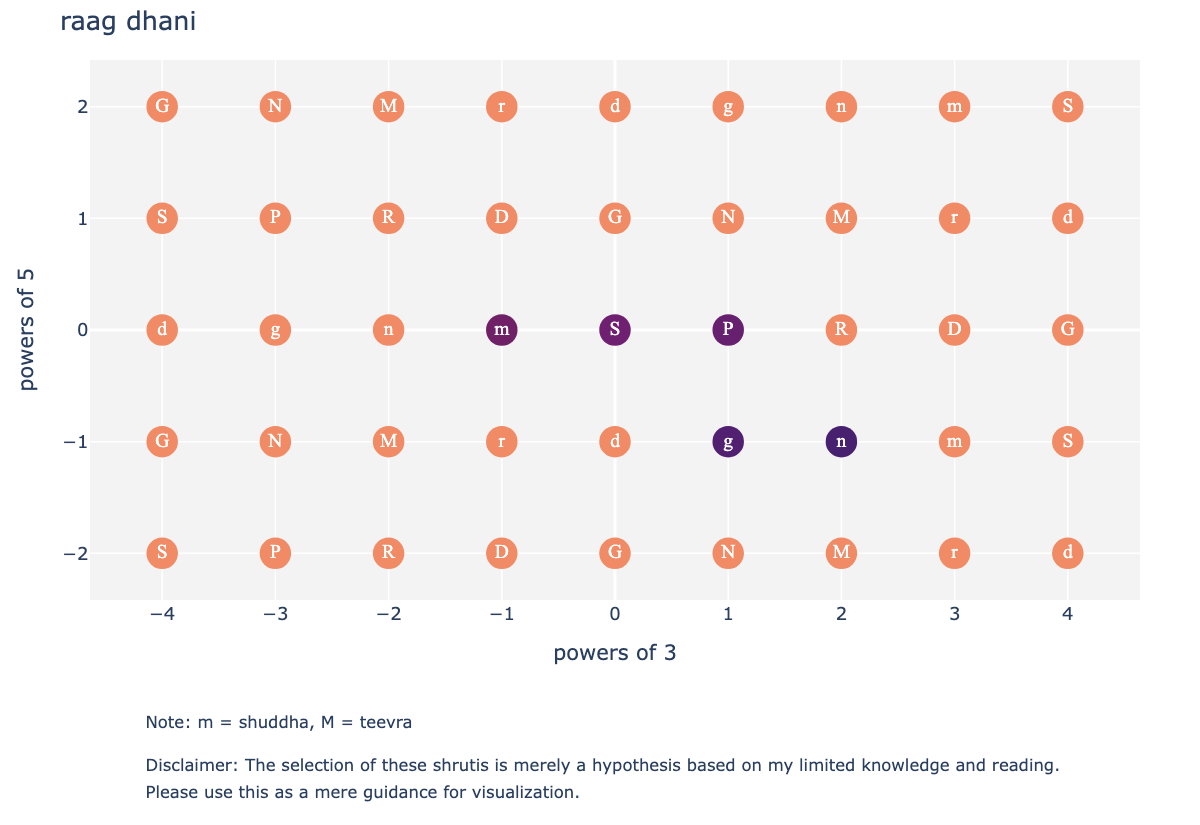 raag dhani
2 G N M r d g n m S
1 S P R D G N M r d
0 d g n m S P R D G
−1 G N M r d g n m S
−2 S P R D G N M r d
−4 −3 −2 −1 0 1 2 3 4
powers of 5
powers of 3
Note: m = shuddha, M = teevra
Disclaimer: The selection of these shrutis is merely a hypothesis based on my limited knowledge and reading.
Please use this as a mere guidance for visualization.